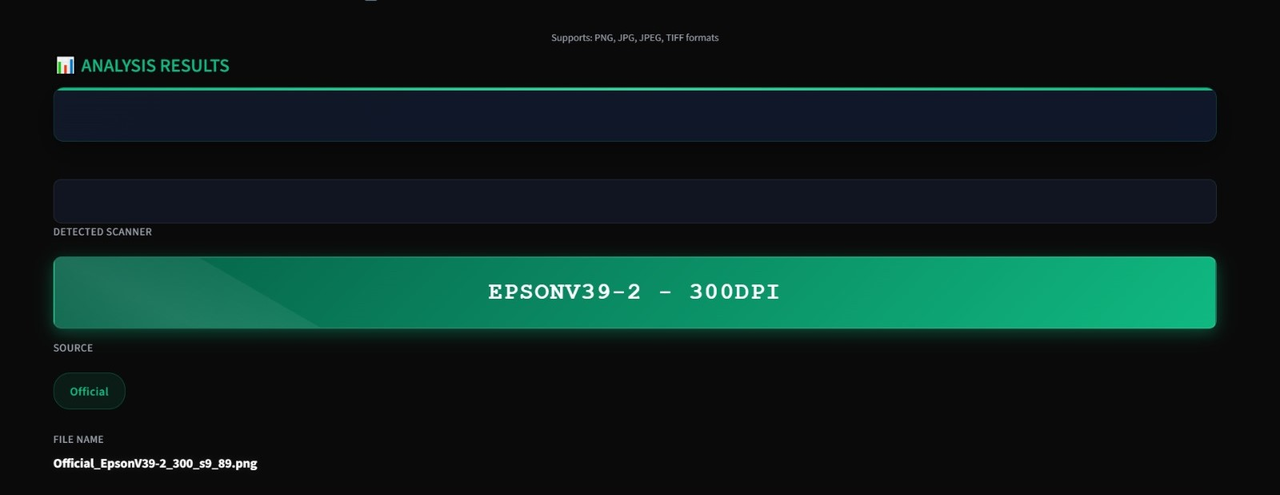 Supports: PNG, JPG, JPEG, TIFF formats
📊 ANALYSIS RESULTS
DETECTED SCANNER
EPSONV39-2 - 300DPI
SOURCE
Official
FILE NAME
Official_EpsonV39-2_300_s9_89.png